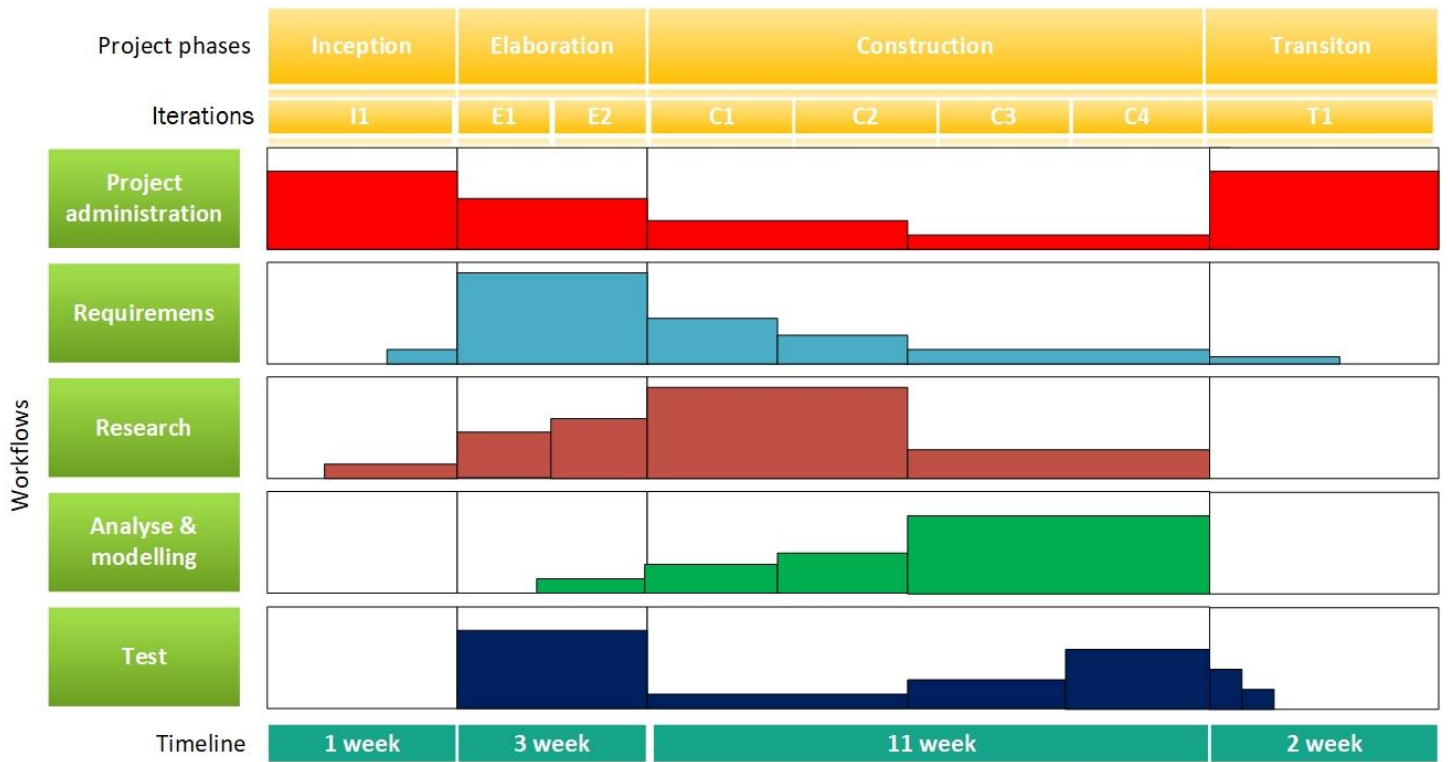 Project phases
Inception
Elaboration
Construction
Transiton
Iterations
I1
E1
E2
C1
C2
C3
C4
T1
Workflows
Project
administration
Requiremens
Research
Analyse &
modelling
Test
Timeline
1 week
3 week
11 week
2 week